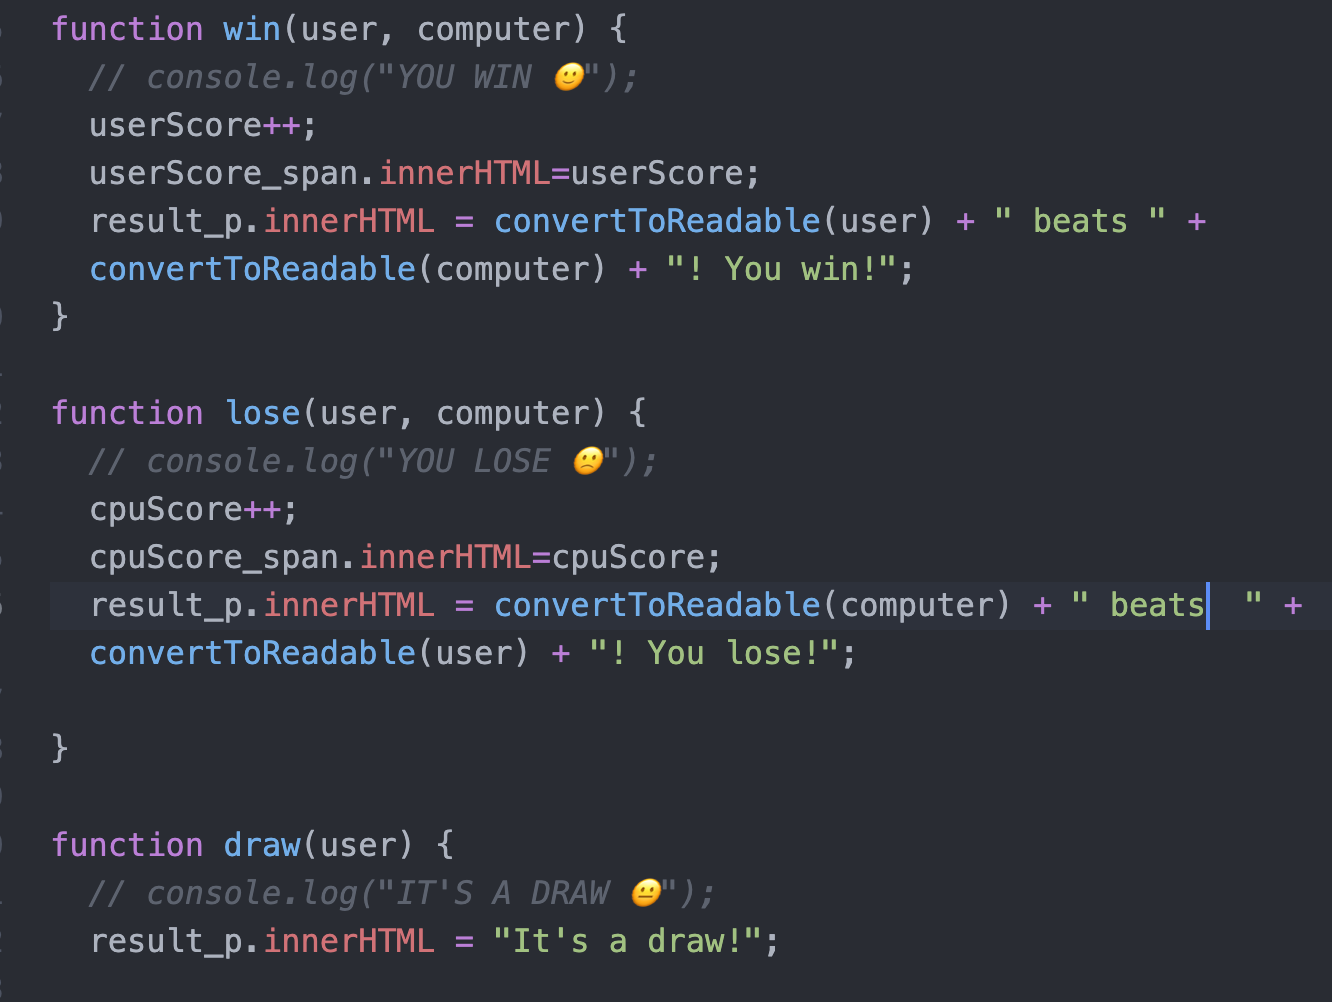 function win(user, computer) {
  // console.log("YOU WIN 🙂");
  userScore++;
  userScore_span.innerHTML=userScore;
  result_p.innerHTML = convertToReadable(user) + " beats " +
  convertToReadable(computer) + "! You win!";
}

function lose(user, computer) {
  // console.log("YOU LOSE 🙁");
  cpuScore++;
  cpuScore_span.innerHTML=cpuScore;
  result_p.innerHTML = convertToReadable(computer) + " beats  " +
  convertToReadable(user) + "! You lose!";

}

function draw(user) {
  // console.log("IT'S A DRAW 😐");
  result_p.innerHTML = "It's a draw!";